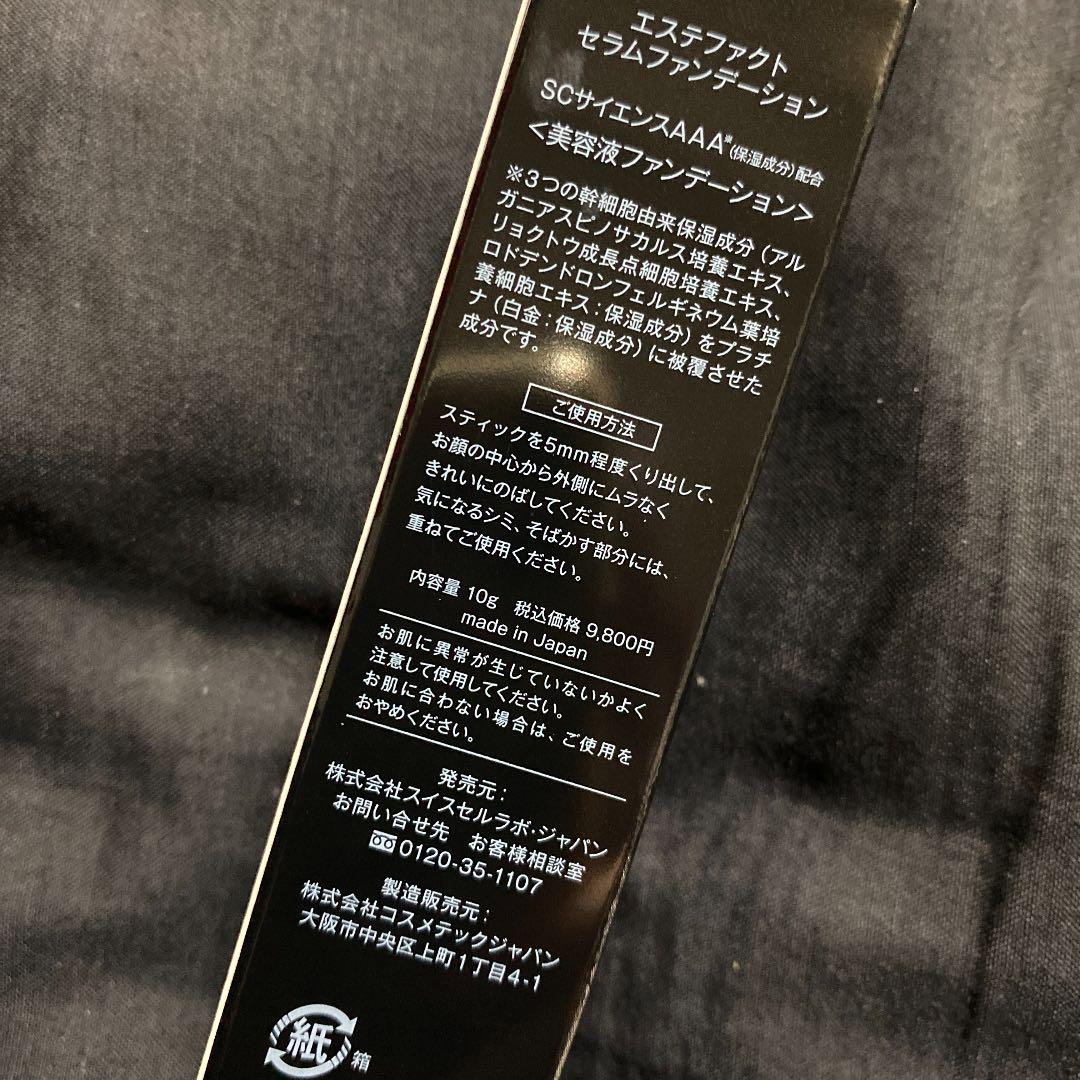 エステファクト
セラムファンデーション
SCサイエンスAAA※(保湿成分)配合
<美容液ファンデーション>
※3つの幹細胞由来保湿成分(アル
ガニアスピノサカルス培養エキス、
リョクトウ成長点細胞培養エキス、
ロドデンドロンフェルギネウム葉培
養細胞エキス:保湿成分)をプラチ
ナ(白金:保湿成分)に被覆させた
成分です。
ご使用方法
スティックを5mm程度くり出して、
お顔の中心から外側にムラなく
きれいにのばしてください。
気になるシミ、そばかす部分には、
重ねてご使用ください。
内容量 10g 税込価格 9,800円
made in Japan
お肌に異常が生じていないかよく
注意して使用してください。
お肌に合わない場合は、ご使用を
おやめください。
発売元:
株式会社スイスセルラボ・ジャパン
お問い合せ先 お客様相談室
0120-35-1107
製造販売元:
株式会社コスメテックジャパン
大阪市中央区上町1丁目4-1
紙 箱